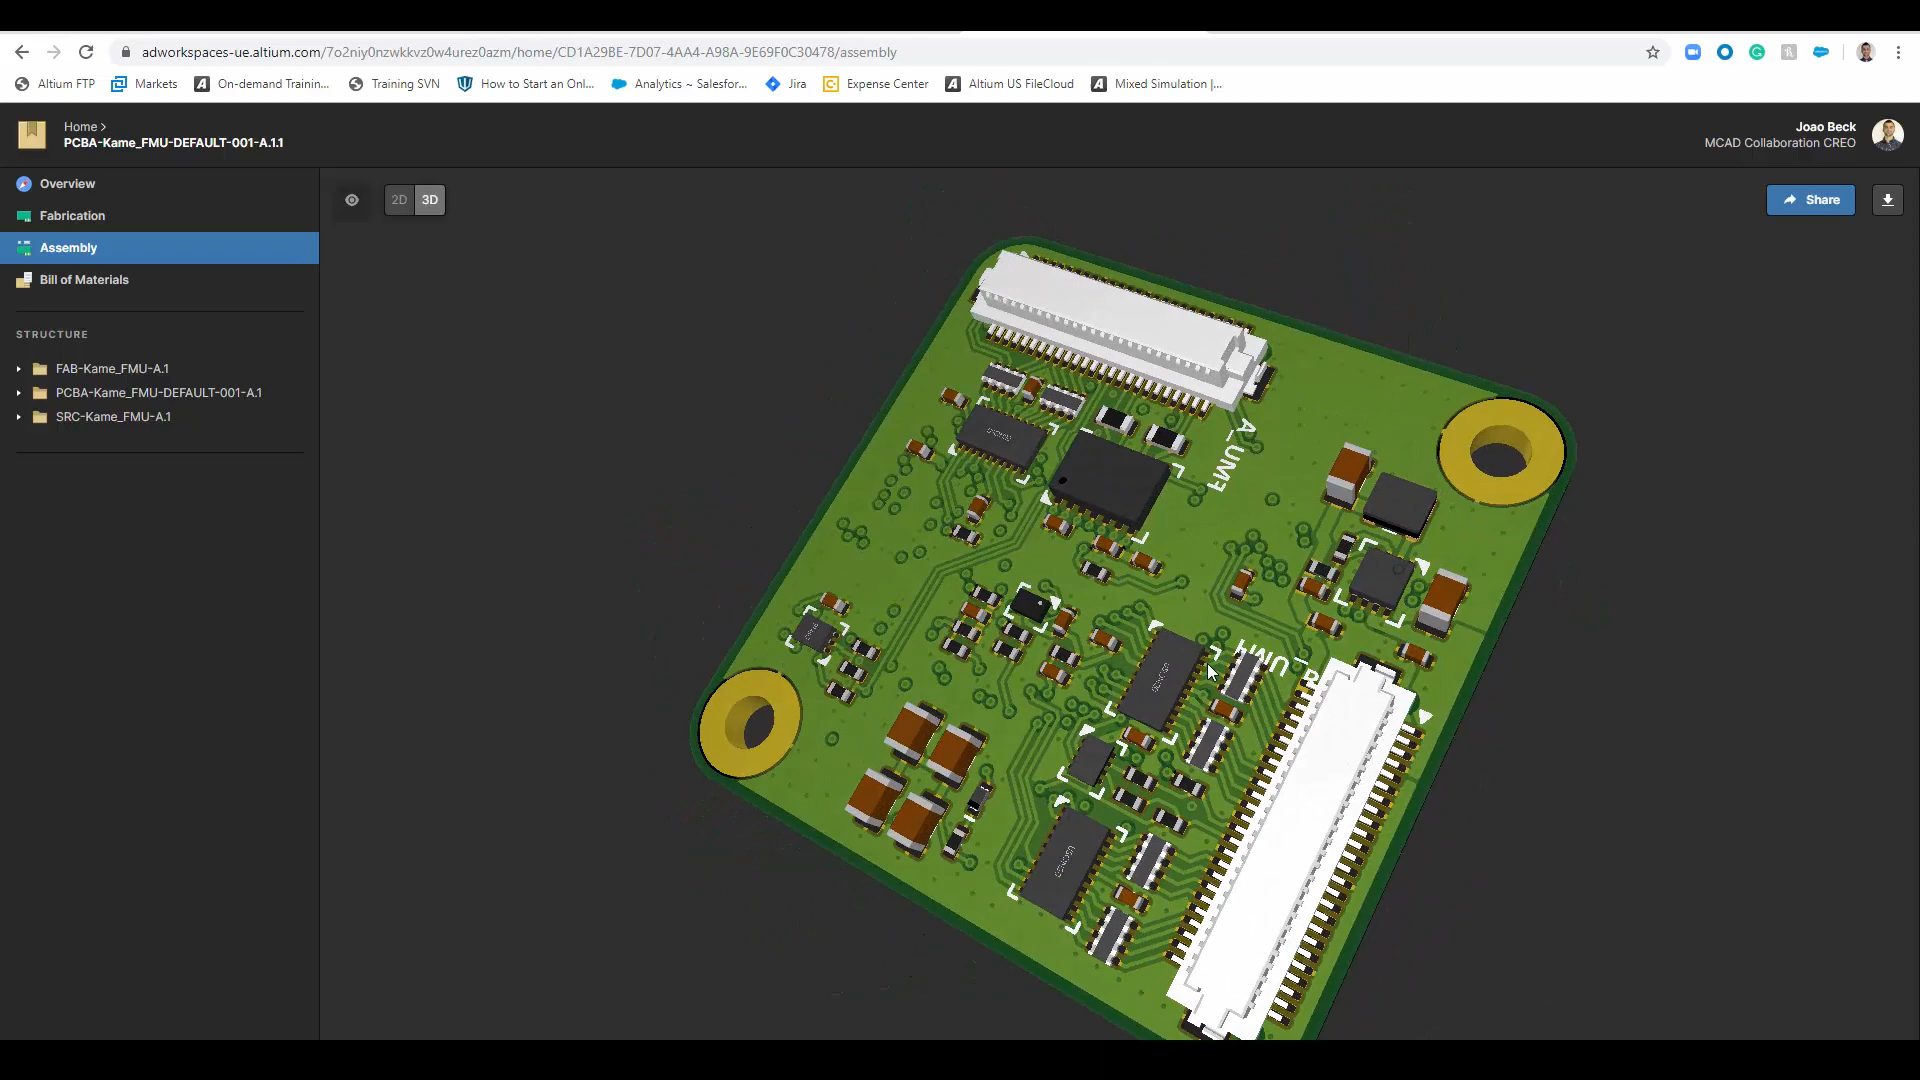 adworkspaces-ue.altium.com/7o2niy0nzwkkvz0w4urez0azm/home/CD1A29BE-7D07-4AA4-A98A-9E69F0C30478/assembly
Altium FTP Markets On-demand Trainin... Training SVN How to Start an Onl... Analytics ~ Salesfor... Jira Expense Center Altium US FileCloud Mixed Simulation |...
Home >
PCBA-Kame_FMU-DEFAULT-001-A.1.1
Joao Beck
MCAD Collaboration CREO
Overview
Fabrication
Assembly
Bill of Materials
2D 3D
Share
STRUCTURE
FAB-Kame_FMU-A.1
PCBA-Kame_FMU-DEFAULT-001-A.1
SRC-Kame_FMU-A.1
FMU_A